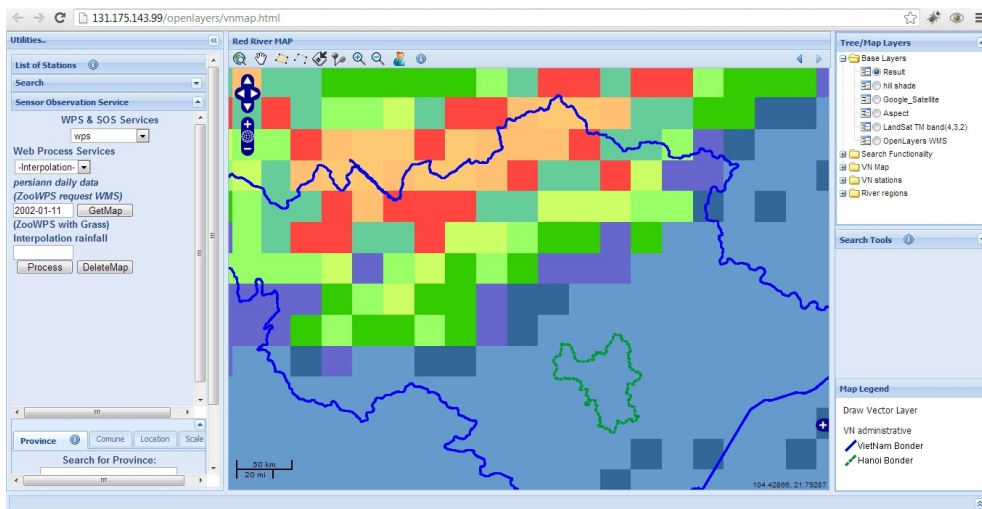 131.175.143.99/openlayers/vnmap.html
Utilities..
List of Stations
Search
Sensor Observation Service
WPS & SOS Services
wps
Web Process Services
-Interpolation-
persiann daily data
(ZooWPS request WMS)
2002-01-11 GetMap
(ZooWPS with Grass)
Interpolation rainfall
Process DeleteMap
Province Comune Location Scale
Search for Province:
Red River MAP
50 km
20 mi
104.42866, 21.79287
Tree/Map Layers
Base Layers
Result
hill shade
Google_Satellite
Aspect
LandSat TM band(4,3,2)
OpenLayers WMS
Search Functionality
VN Map
VN stations
River regions
Search Tools
Map Legend
Draw Vector Layer
VN administrative
VietNam Bonder
Hanoi Bonder